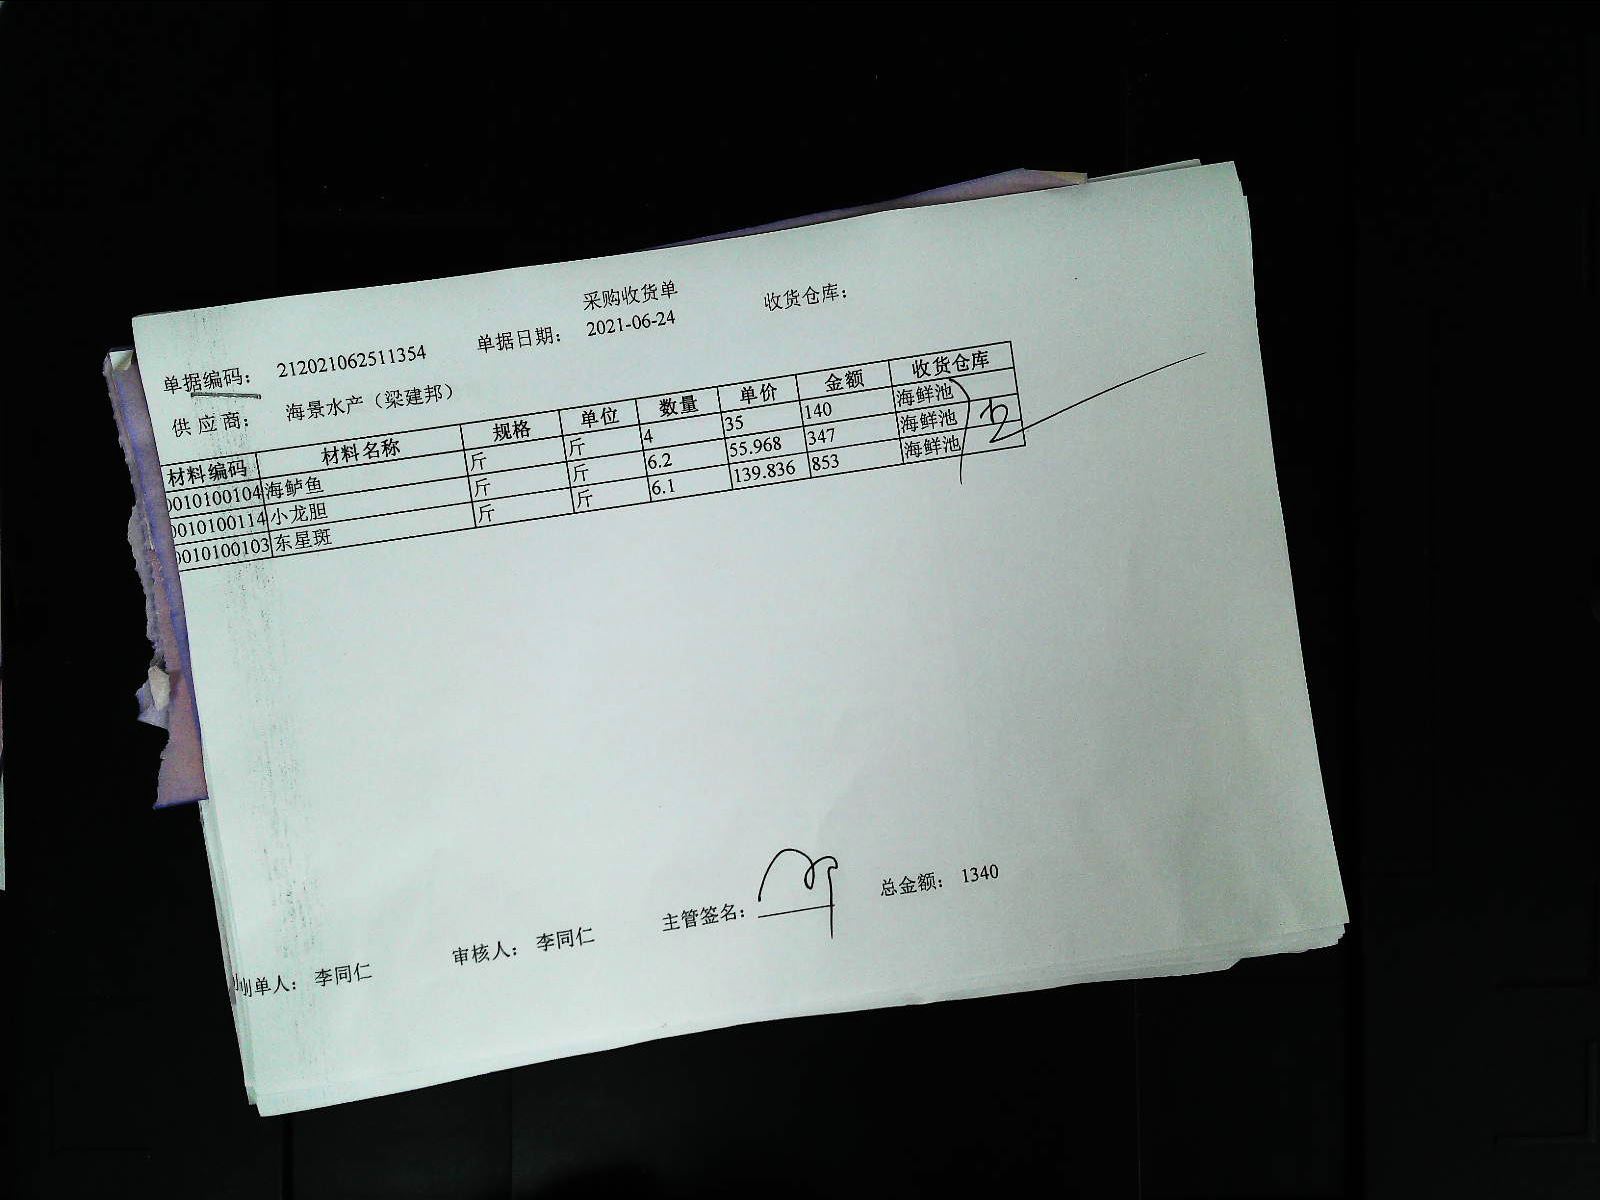 采购收货单
单据编码： 212021062511354 单据日期： 2021-06-24 收货仓库：
供应商： 海景水产（梁建邦）
材料编码 材料名称 规格 单位 数量 单价 金额 收货仓库
0010100104 海鲈鱼 斤 斤 4 35 140 海鲜池
0010100114 小龙胆 斤 斤 6.2 55.968 347 海鲜池
0010100103 东星斑 斤 斤 6.1 139.836 853 海鲜池
制单人： 李同仁 审核人： 李同仁 主管签名： 总金额： 1340